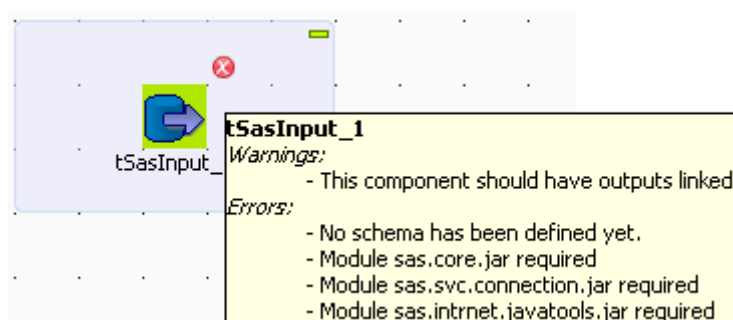 tSasInput_1
Warnings:
- This component should have outputs linked
tSasInput_
Errors:
- No schema has been defined yet.
- Module sas.core.jar required
- Module sas.svc.connection.jar required
- Module sas.intrnet.javatools.jar required